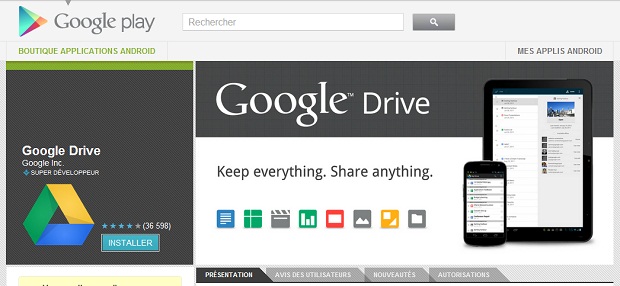 Google play
Rechercher
BOUTIQUE APPLICATIONS ANDROID
MES APPLIS ANDROID
Google Drive
Google Inc.
SUPER DÉVELOPPEUR
(36 598)
INSTALLER
Google™ Drive
Keep everything. Share anything.
PRÉSENTATION
AVIS DES UTILISATEURS
NOUVEAUTÉS
AUTORISATIONS